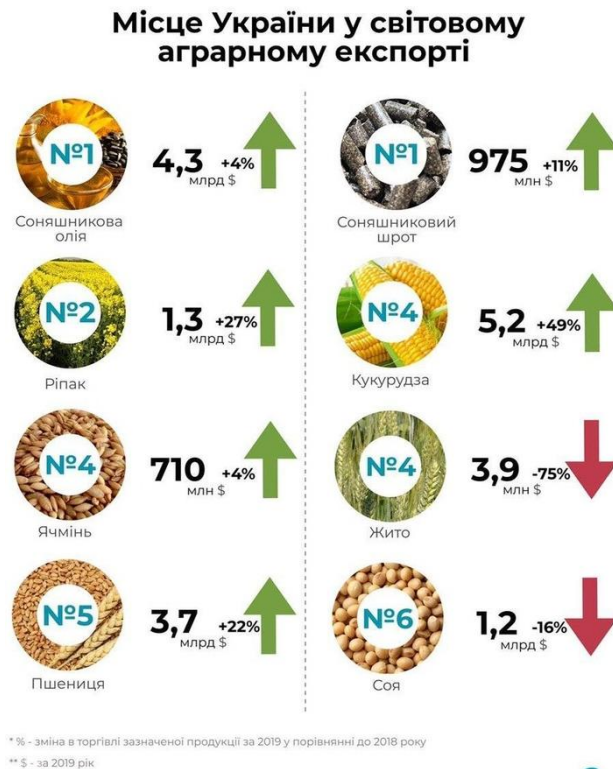 Місце України у світовому
аграрному експорті
№1
4,3 +4%
млрд $
Соняшникова
олія
№1
975 +11%
млн $
Соняшниковий
шрот
№2
1,3 +27%
млрд $
Ріпак
№4
5,2 +49%
млрд $
Кукурудза
№4
710 +4%
млн $
Ячмінь
№4
3,9 -75%
млн $
Жито
№5
3,7 +22%
млрд $
Пшениця
№6
1,2 -16%
млрд $
Соя
* % - зміна в торгівлі зазначеної продукції за 2019 у порівнянні до 2018 року
** $ - за 2019 рік